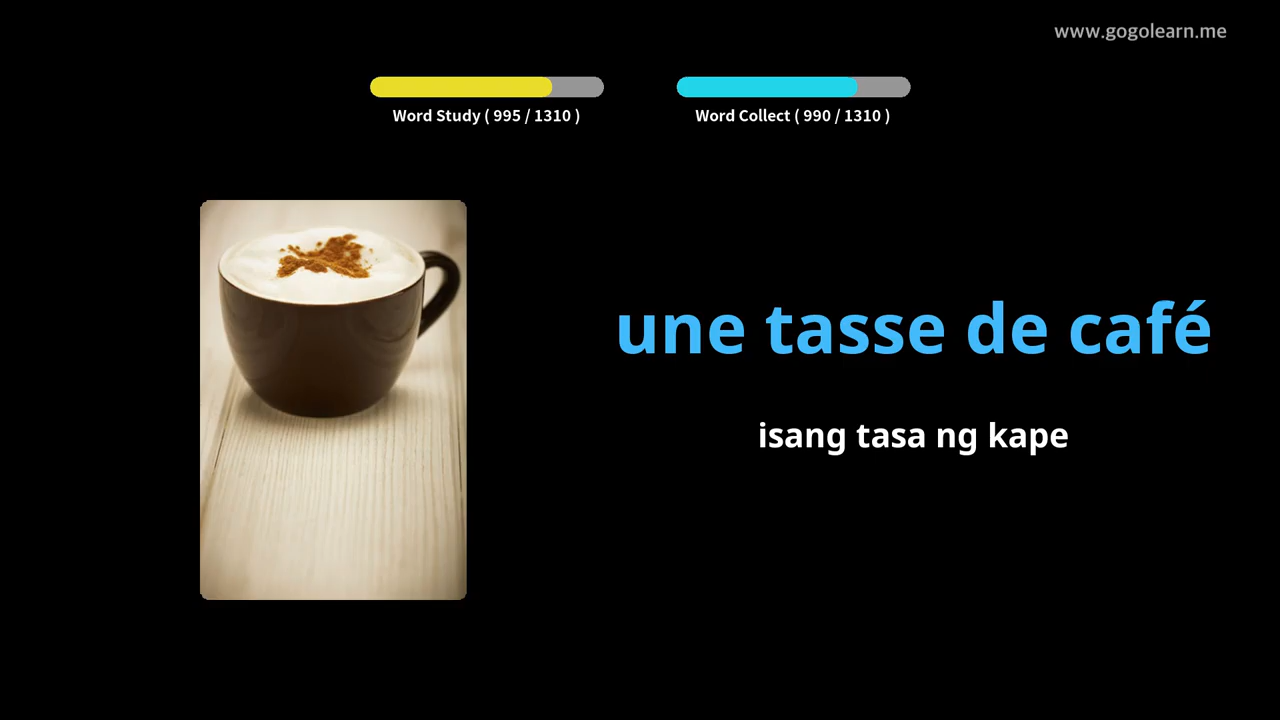 www.gogolearn.me
Word Study ( 995 / 1310 )
Word Collect ( 990 / 1310 )
une tasse de café
isang tasa ng kape